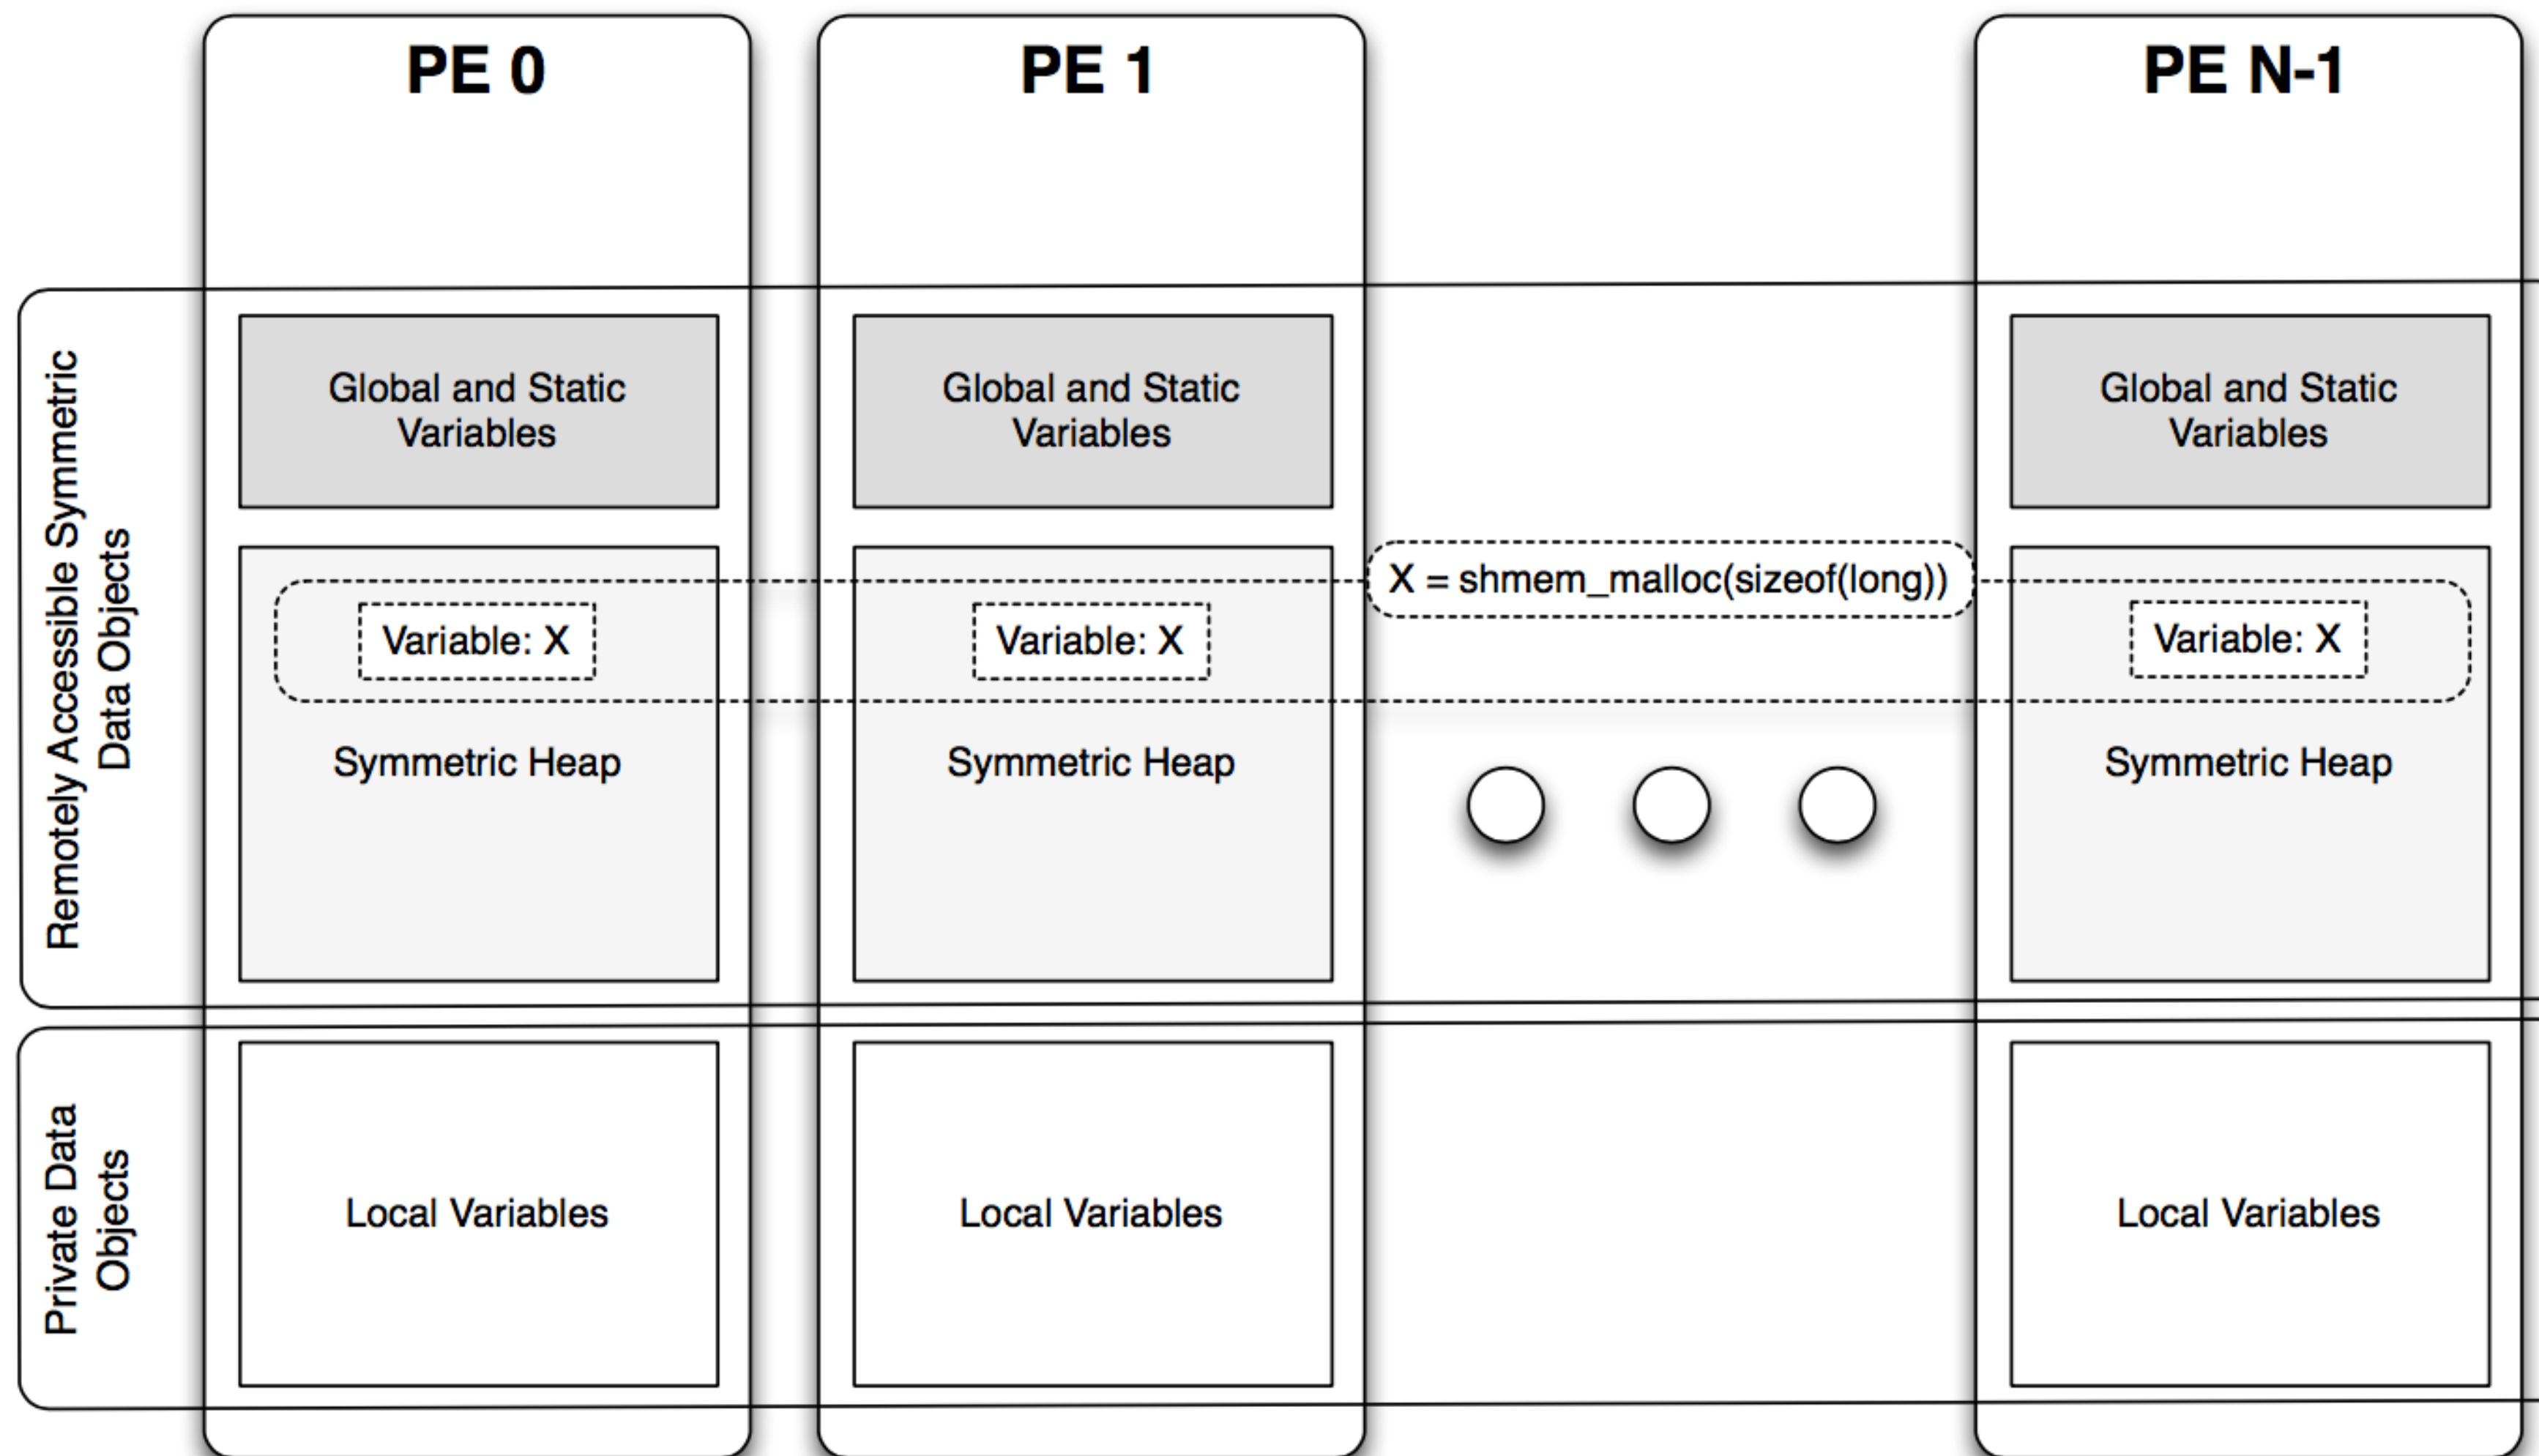 PE 0
PE 1
PE N-1
Remotely Accessible Symmetric
Data Objects
Global and Static
Variables
Global and Static
Variables
Global and Static
Variables
X = shmem_malloc(sizeof(long))
Variable: X
Variable: X
Variable: X
Symmetric Heap
Symmetric Heap
Symmetric Heap
Private Data
Objects
Local Variables
Local Variables
Local Variables